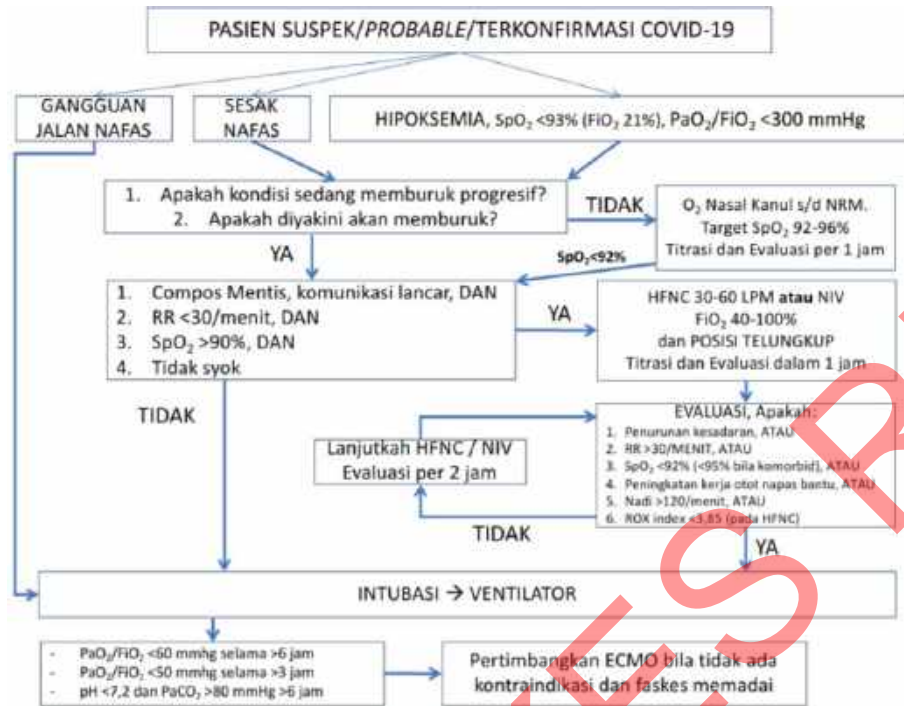 PASIEN SUSPEK/PROBABLE/TERKONFIRMASI COVID-19
GANGGUAN
JALAN NAFAS
SESAK
NAFAS
HIPOKSEMIA, SpO₂ <93% (FiO₂ 21%), PaO₂/FiO₂ <300 mmHg
1. Apakah kondisi sedang memburuk progresif?
2. Apakah diyakini akan memburuk?
TIDAK
O₂ Nasal Kanul s/d NRM.
Target SpO₂ 92-96%
Titrasi dan Evaluasi per 1 jam
YA
SpO₂<92%
1. Compos Mentis, komunikasi lancar, DAN
2. RR <30/menit, DAN
3. SpO₂ >90%, DAN
4. Tidak syok
YA
HFNC 30-60 LPM atau NIV
FiO₂ 40-100%
dan POSISI TELUNGKUP
Titrasi dan Evaluasi dalam 1 jam
TIDAK
EVALUASI, Apakah:
1. Penurunan kesadaran, ATAU
2. RR >30/MENIT, ATAU
3. SpO₂ <92% (<95% bila komorbid), ATAU
4. Peningkatan kerja otot napas bantu, ATAU
5. Nadi >120/menit, ATAU
6. ROX index <3,85 (pada HFNC)
Lanjutkah HFNC / NIV
Evaluasi per 2 jam
TIDAK
YA
INTUBASI → VENTILATOR
- PaO₂/FiO₂ <60 mmhg selama >6 jam
- PaO₂/FiO₂ <50 mmhg selama >3 jam
- pH <7,2 dan PaCO₂ >80 mmHg >6 jam
Pertimbangkan ECMO bila tidak ada
kontraindikasi dan faskes memadai